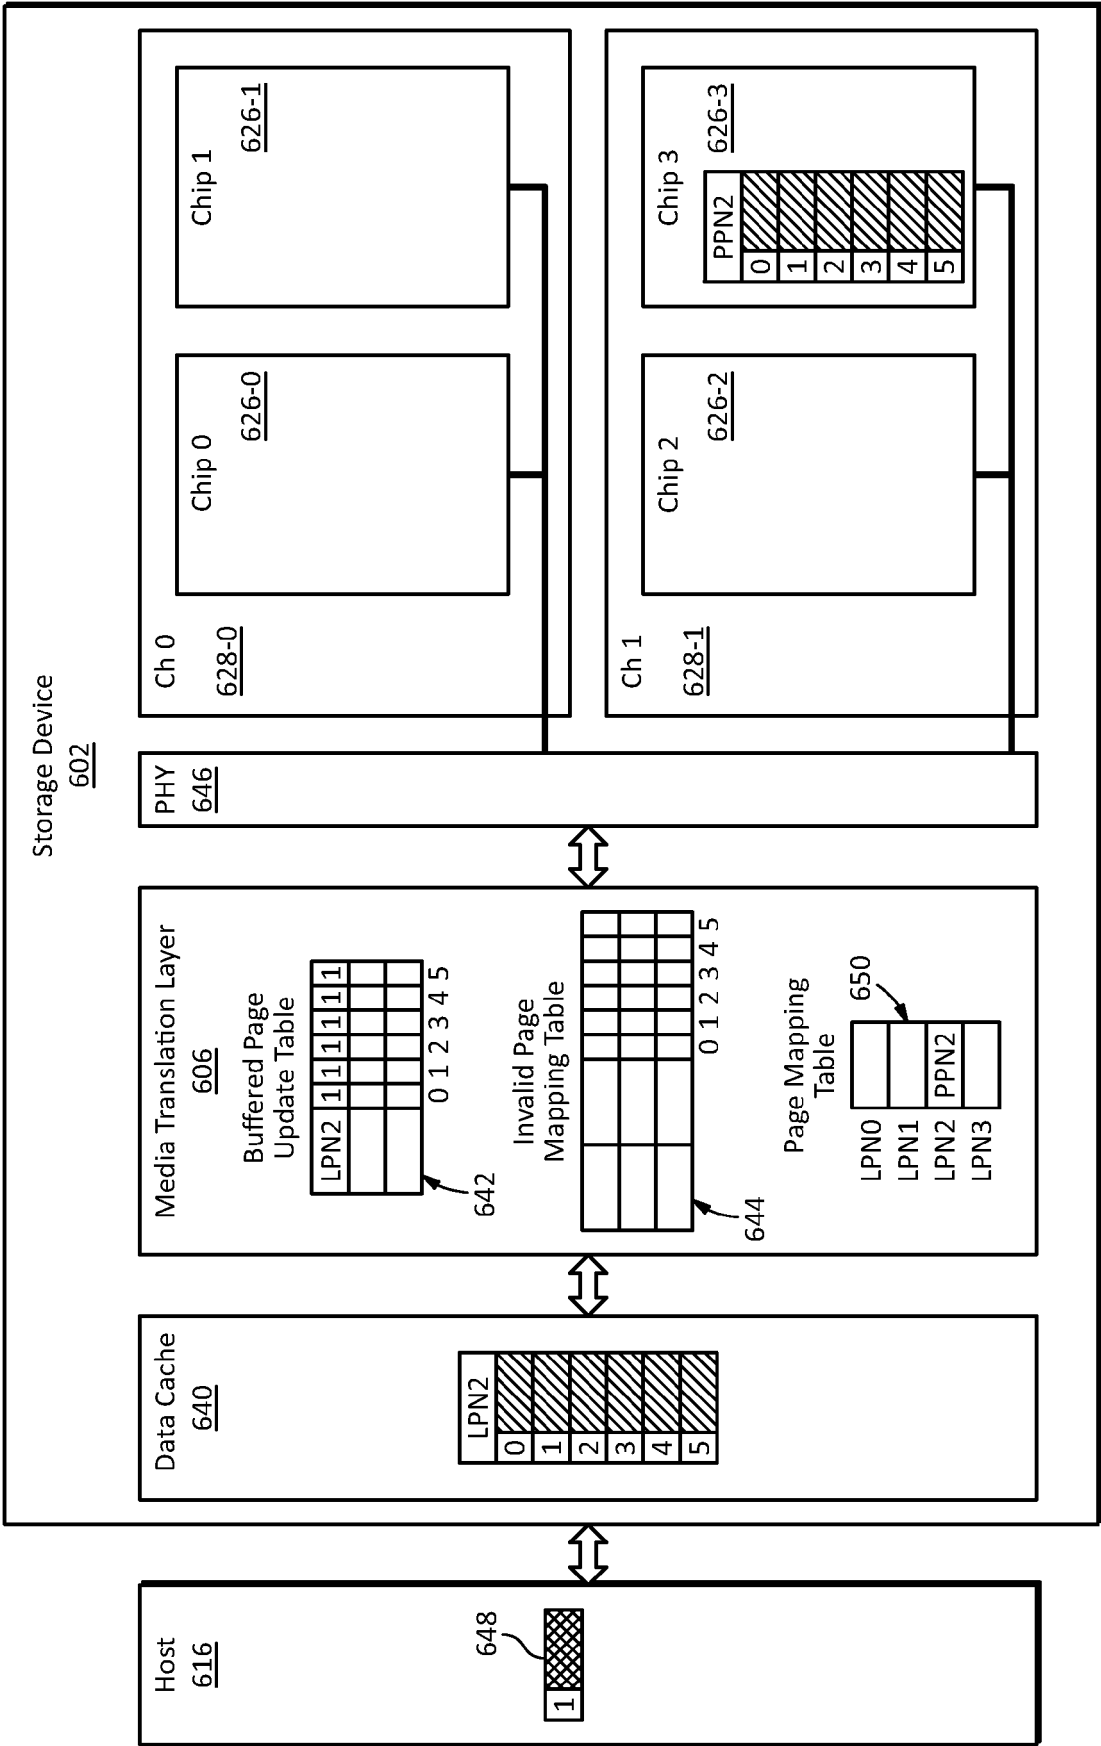 Storage Device
602
Host
616
1
648
Data Cache
640
LPN2
0
1
2
3
4
5
Media Translation Layer
606
Buffered Page
Update Table
LPN2 1 1 1 1 1 1
0 1 2 3 4 5
642
Invalid Page
Mapping Table
0 1 2 3 4 5
644
Page Mapping
Table
650
LPN0
LPN1
LPN2 PPN2
LPN3
PHY
646
Ch 0
628-0
Chip 0
626-0
Chip 1
626-1
Ch 1
628-1
Chip 2
626-2
Chip 3
626-3
PPN2
0
1
2
3
4
5